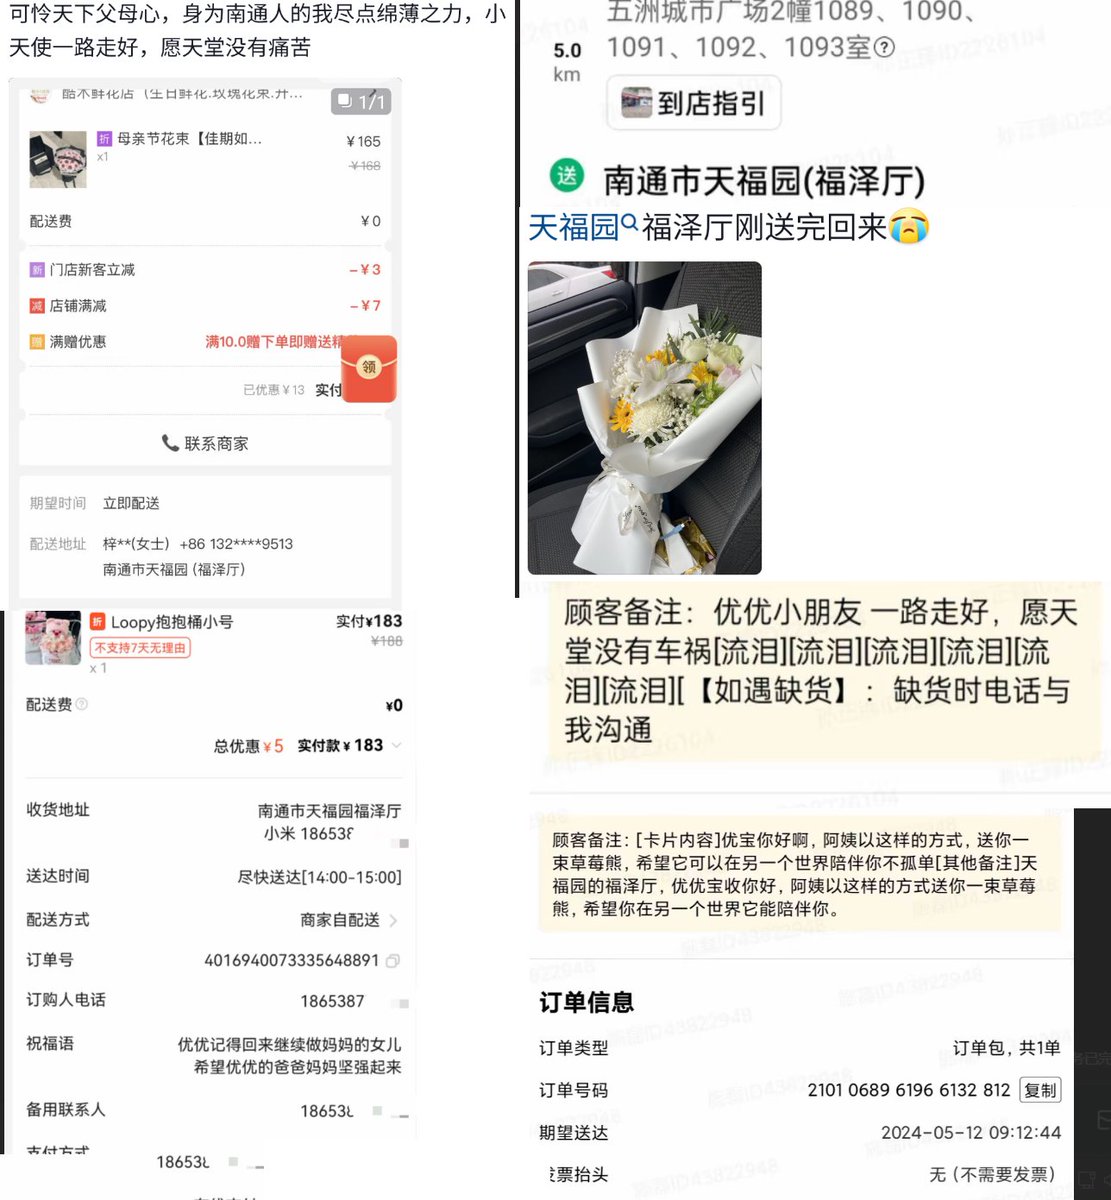 可怜天下父母心，身为南通人的我尽点绵薄之力，小
天使一路走好，愿天堂没有痛苦
酷木鲜花店（生日鲜花.玫瑰花束.开...
1/1
折 母亲节花束【佳期如...
￥165
x1
￥168
配送费
￥0
新 门店新客立减
-￥3
减 店铺满减
-￥7
赠 满赠优惠
满10.0赠下单即赠送精
领
已优惠￥13 实付
联系商家
期望时间 立即配送
配送地址 梓**(女士) +86 132****9513
南通市天福园 (福泽厅)
折 Loopy抱抱桶小号
实付¥183
¥188
不支持7天无理由
x 1
配送费
¥0
总优惠¥5 实付款¥183
收货地址
南通市天福园福泽厅
小米 18653
送达时间
尽快送达[14:00-15:00]
配送方式
商家自配送
订单号
4016940073335648891
订购人电话
1865387
祝福语
优优记得回来继续做妈妈的女儿
希望优优的爸爸妈妈坚强起来
备用联系人
18653
支付方式
18653
五洲城市广场2幢1089、1090、
1091、1092、1093室
5.0
km
到店指引
送 南通市天福园(福泽厅)
天福园福泽厅刚送完回来😭
顾客备注：优优小朋友 一路走好，愿天
堂没有车祸[流泪][流泪][流泪][流泪][流
泪][流泪][【如遇缺货】：缺货时电话与
我沟通
顾客备注：[卡片内容]优宝你好啊，阿姨以这样的方式，送你一
束草莓熊，希望它可以在另一个世界陪伴你不孤单[其他备注]天
福园的福泽厅，优优宝收你好，阿姨以这样的方式送你一束草莓
熊，希望你在另一个世界它能陪伴你。
订单信息
订单类型
订单包，共1单
订单号码
2101 0689 6196 6132 812 复制
期望送达
2024-05-12 09:12:44
发票抬头
无 (不需要发票)